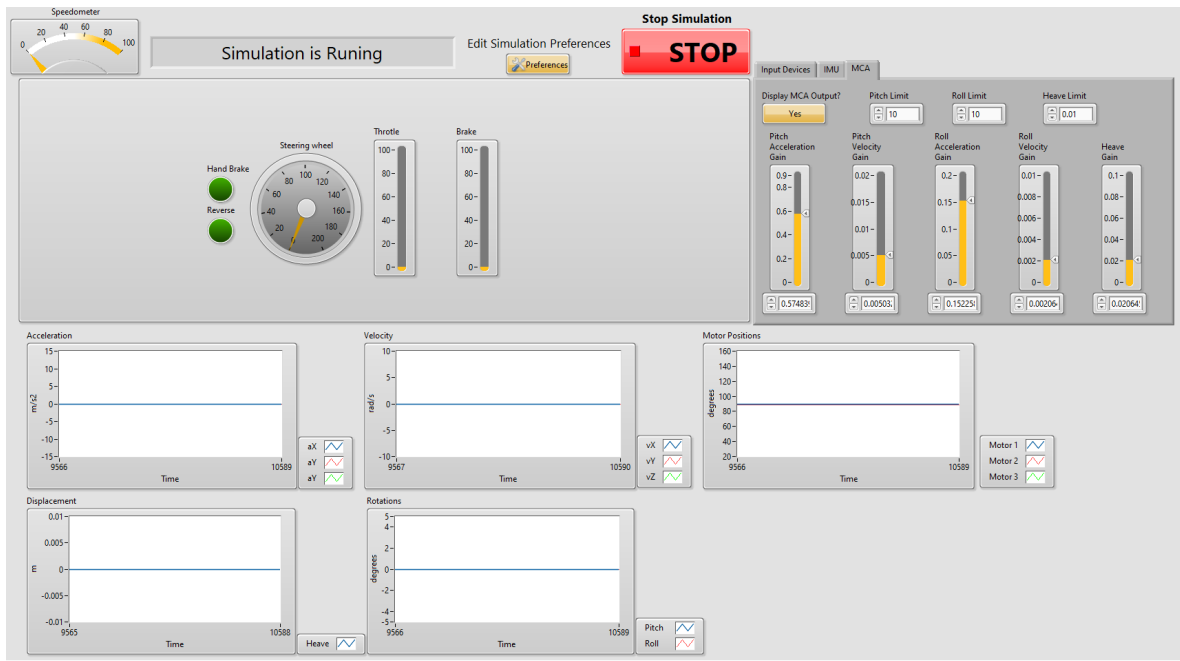 Speedometer
0 20 40 60 80 100
Simulation is Runing
Edit Simulation Preferences
Preferences
Stop Simulation
STOP
Input Devices IMU MCA
Display MCA Output?
Yes
Pitch Limit
10
Roll Limit
10
Heave Limit
0.01
Hand Brake
Reverse
Steering wheel
0 20 40 60 80 100 120 140 160 180 200
Throttle
100
80
60
40
20
0
Brake
100
80
60
40
20
0
Pitch
Acceleration
Gain
0.9
0.8
0.6
0.4
0.2
0
0.57483
Pitch
Velocity
Gain
0.02
0.015
0.01
0.005
0
0.00503
Roll
Acceleration
Gain
0.2
0.15
0.1
0.05
0
0.15225
Roll
Velocity
Gain
0.01
0.008
0.006
0.004
0.002
0
0.00206
Heave
Gain
0.1
0.08
0.06
0.04
0.02
0
0.02064
Acceleration
15
10
5
0
-5
-10
-15
m/s2
9566 10589
Time
aX
aY
aY
Velocity
10
5
0
-5
-10
rad/s
9567 10590
Time
vX
vY
vZ
Motor Positions
160
140
120
100
80
60
40
20
degrees
9566 10589
Time
Motor 1
Motor 2
Motor 3
Displacement
0.01
0.005
0
-0.005
-0.01
m
9565 10588
Time
Heave
Rotations
5
4
2
0
-2
-4
-5
degrees
9566 10589
Time
Pitch
Roll